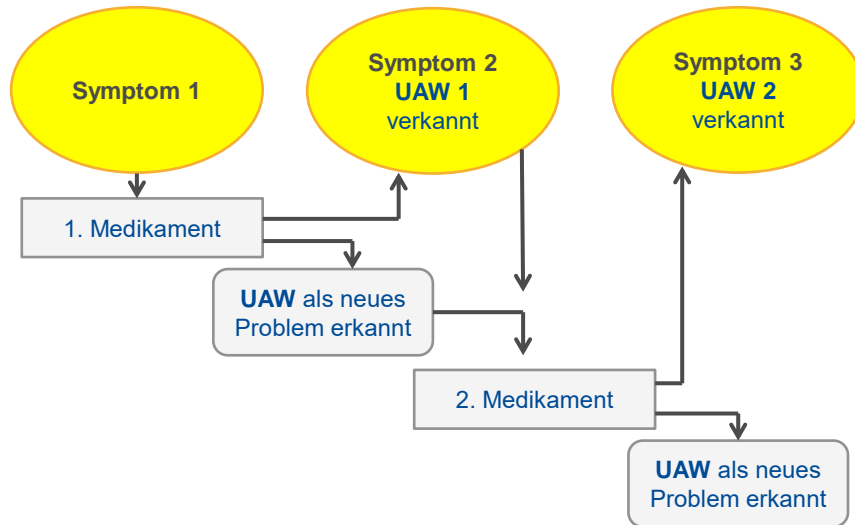 Symptom 1
Symptom 2
UAW 1
verkannt
Symptom 3
UAW 2
verkannt
1. Medikament
UAW als neues
Problem erkannt
2. Medikament
UAW als neues
Problem erkannt